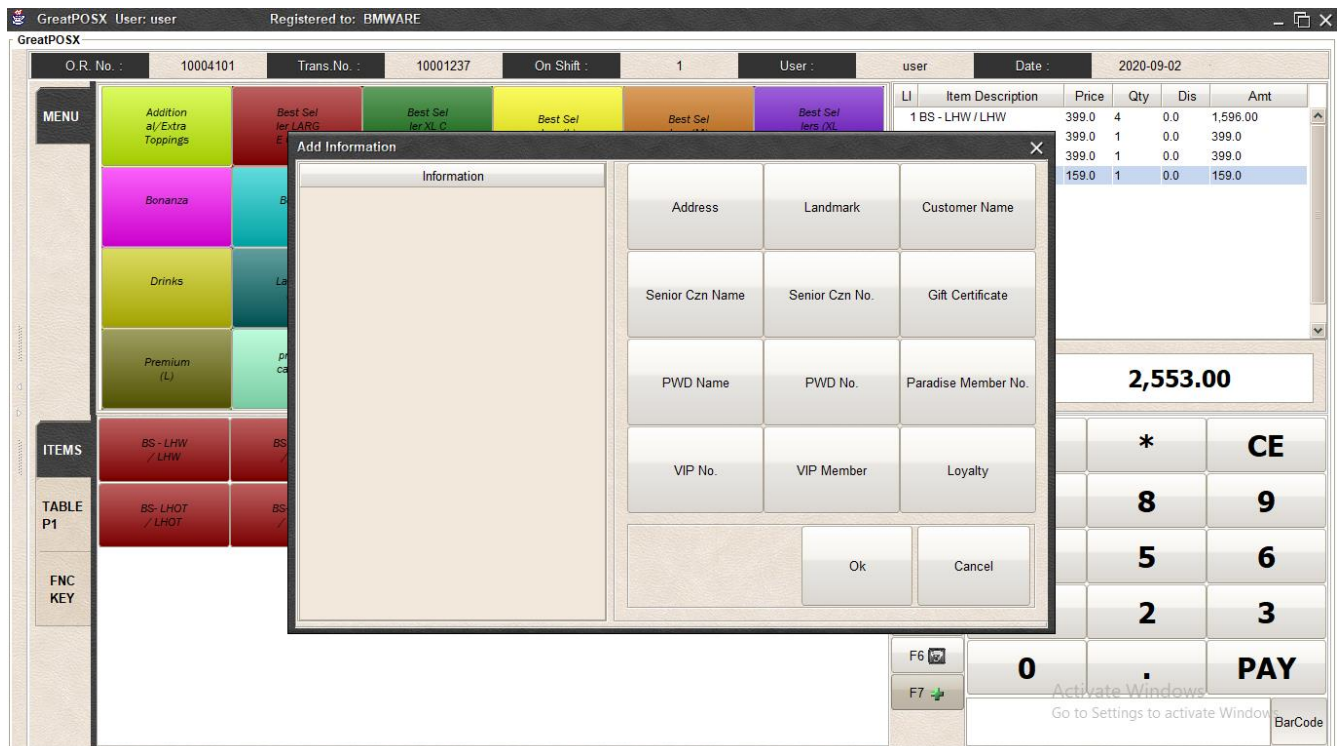 GreatPOSX User: user Registered to: BMWARE
GreatPOSX
O.R. No. : 10004101 Trans.No. : 10001237 On Shift : 1 User : user Date : 2020-09-02
MENU
Addition
al/Extra
Toppings
Best Sel
ler LARG
Best Sel
ler XL C
Best Sel
Best Sel
Best Sel
lers (XL
LI Item Description Price Qty Dis Amt
1 BS - LHW / LHW 399.0 4 0.0 1,596.00
399.0 1 0.0 399.0
399.0 1 0.0 399.0
159.0 1 0.0 159.0
Bonanza
Drinks
Premium
(L)
Add Information
Information
Address Landmark Customer Name
Senior Czn Name Senior Czn No. Gift Certificate
PWD Name PWD No. Paradise Member No.
VIP No. VIP Member Loyalty
Ok Cancel
2,553.00
ITEMS
BS - LHW
/ LHW
BS
TABLE
P1
BS- LHOT
/ LHOT
BS-
FNC
KEY
* CE
8 9
5 6
2 3
F6
0 . PAY
F7
Activate Windows
Go to Settings to activate Windows.
BarCode